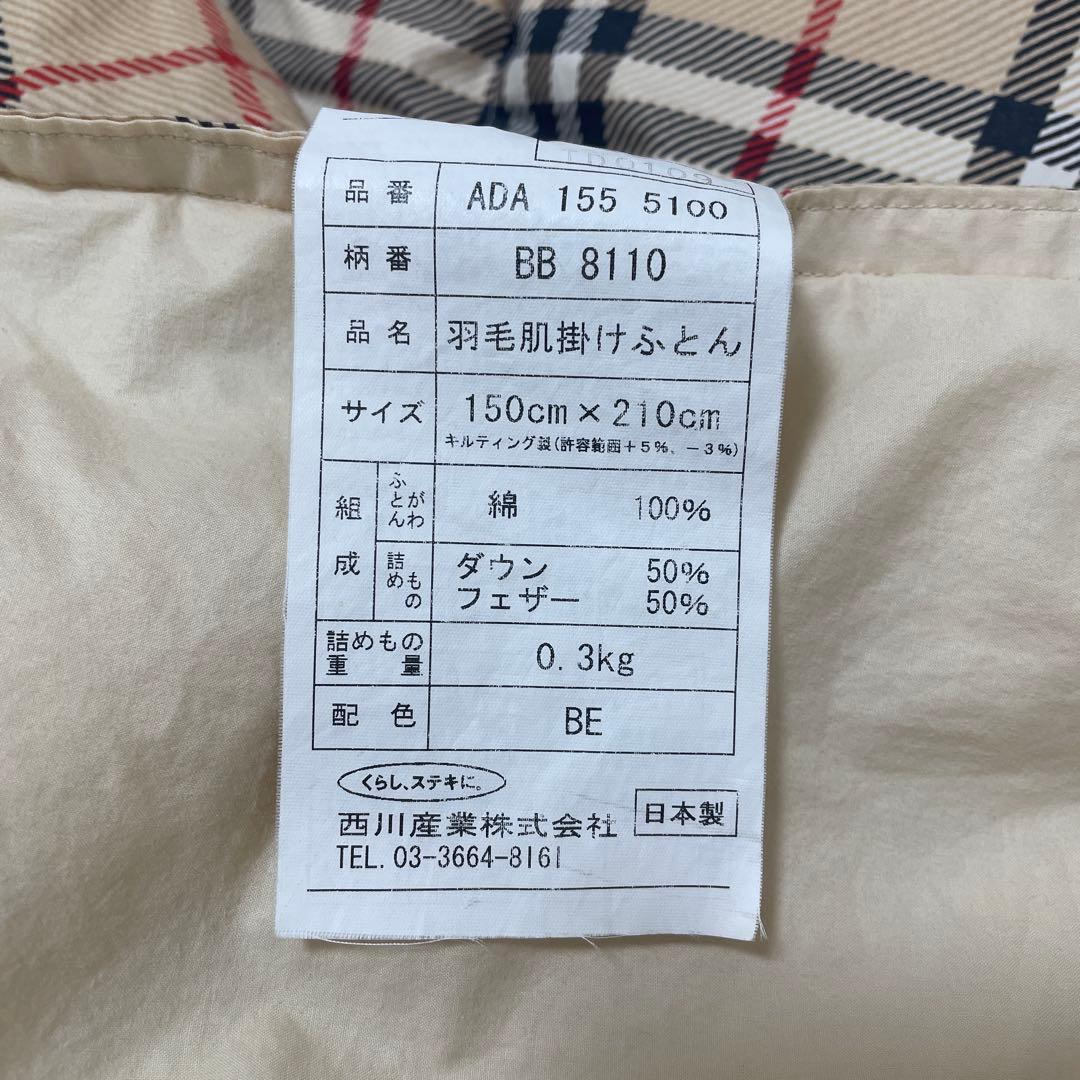 品番 ADA 155 5100
柄番 BB 8110
品名 羽毛肌掛けふとん
サイズ 150cm×210cm
キルティング製(許容範囲+5%、-3%)
組成 ふとんがわ 綿 100%
詰めもの ダウン 50%
フェザー 50%
詰めもの重量 0.3kg
配色 BE
くらし、ステキに。
西川産業株式会社 日本製
TEL.03-3664-8161